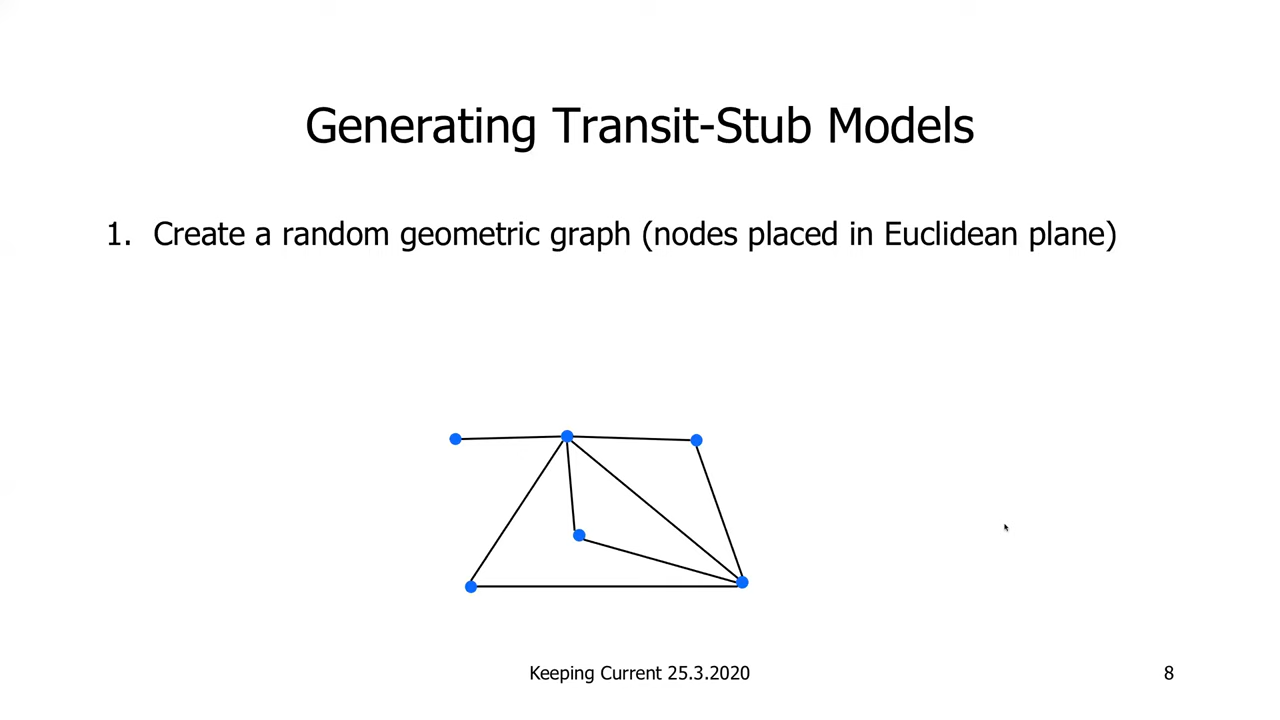 Generating Transit-Stub Models
1. Create a random geometric graph (nodes placed in Euclidean plane)
Keeping Current 25.3.2020
8